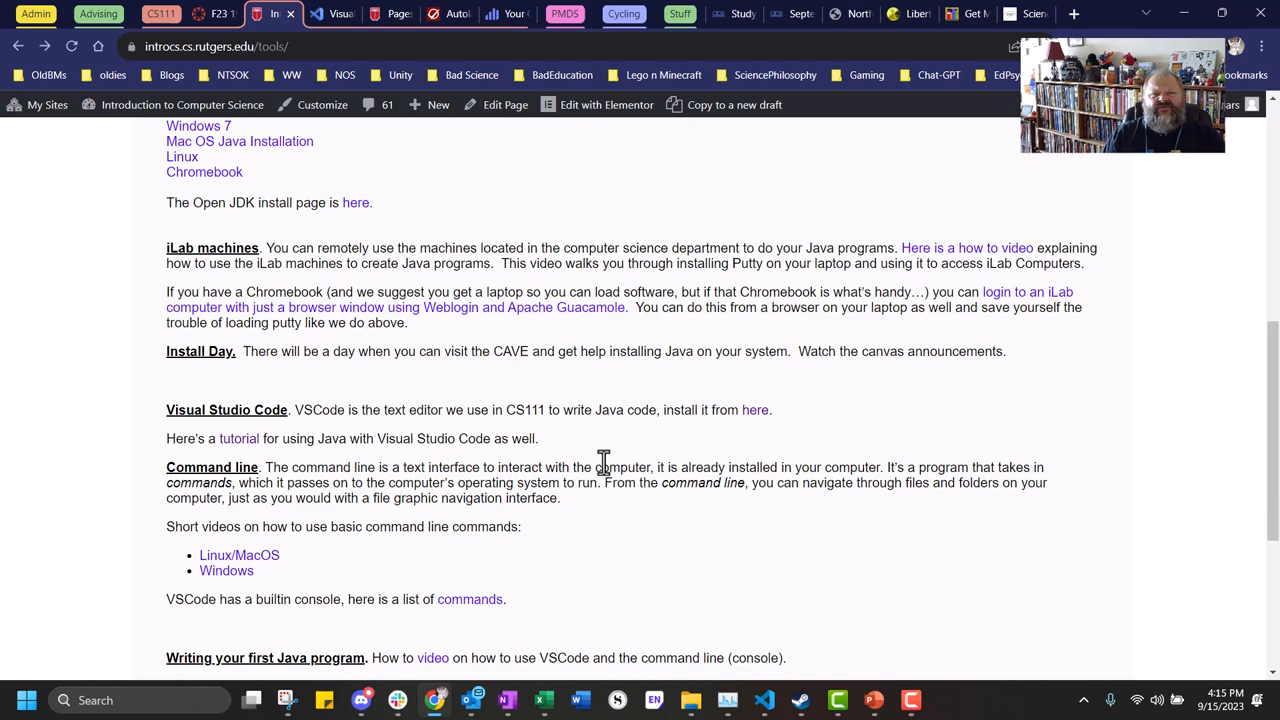 Admin
Advising
CS111
F23 1
In
Visual
Pages
Autol
Your
PMDS
Cycling
Stuff
Study
Septe
North
Libert
Get
Scien
introcs.cs.rutgers.edu/tools/
OldBMs
oldies
Blogs
NTSOK
WW
NOS
Unity
Bad Science
BadEducation
Lego n Minecraft
SciencePhilosophy
Gaming
Chat-GPT
EdPsy
okmarks
My Sites
Introduction to Computer Science
Customize
61
New
Edit Page
Edit with Elementor
Copy to a new draft
Windows 7
Mac OS Java Installation
Linux
Chromebook
The Open JDK install page is here.
iLab machines. You can remotely use the machines located in the computer science department to do your Java programs. Here is a how to video explaining
how to use the iLab machines to create Java programs. This video walks you through installing Putty on your laptop and using it to access iLab Computers.
If you have a Chromebook (and we suggest you get a laptop so you can load software, but if that Chromebook is what's handy…) you can login to an iLab
computer with just a browser window using Weblogin and Apache Guacamole. You can do this from a browser on your laptop as well and save yourself the
trouble of loading putty like we do above.
Install Day. There will be a day when you can visit the CAVE and get help installing Java on your system. Watch the canvas announcements.
Visual Studio Code. VSCode is the text editor we use in CS111 to write Java code, install it from here.
Here's a tutorial for using Java with Visual Studio Code as well.
Command line. The command line is a text interface to interact with the computer, it is already installed in your computer. It's a program that takes in
commands, which it passes on to the computer's operating system to run. From the command line, you can navigate through files and folders on your
computer, just as you would with a file graphic navigation interface.
Short videos on how to use basic command line commands:
Linux/MacOS
Windows
VSCode has a builtin console, here is a list of commands.
Writing your first Java program. How to video on how to use VSCode and the command line (console).
Search
EN
4:15 PM
9/15/2023